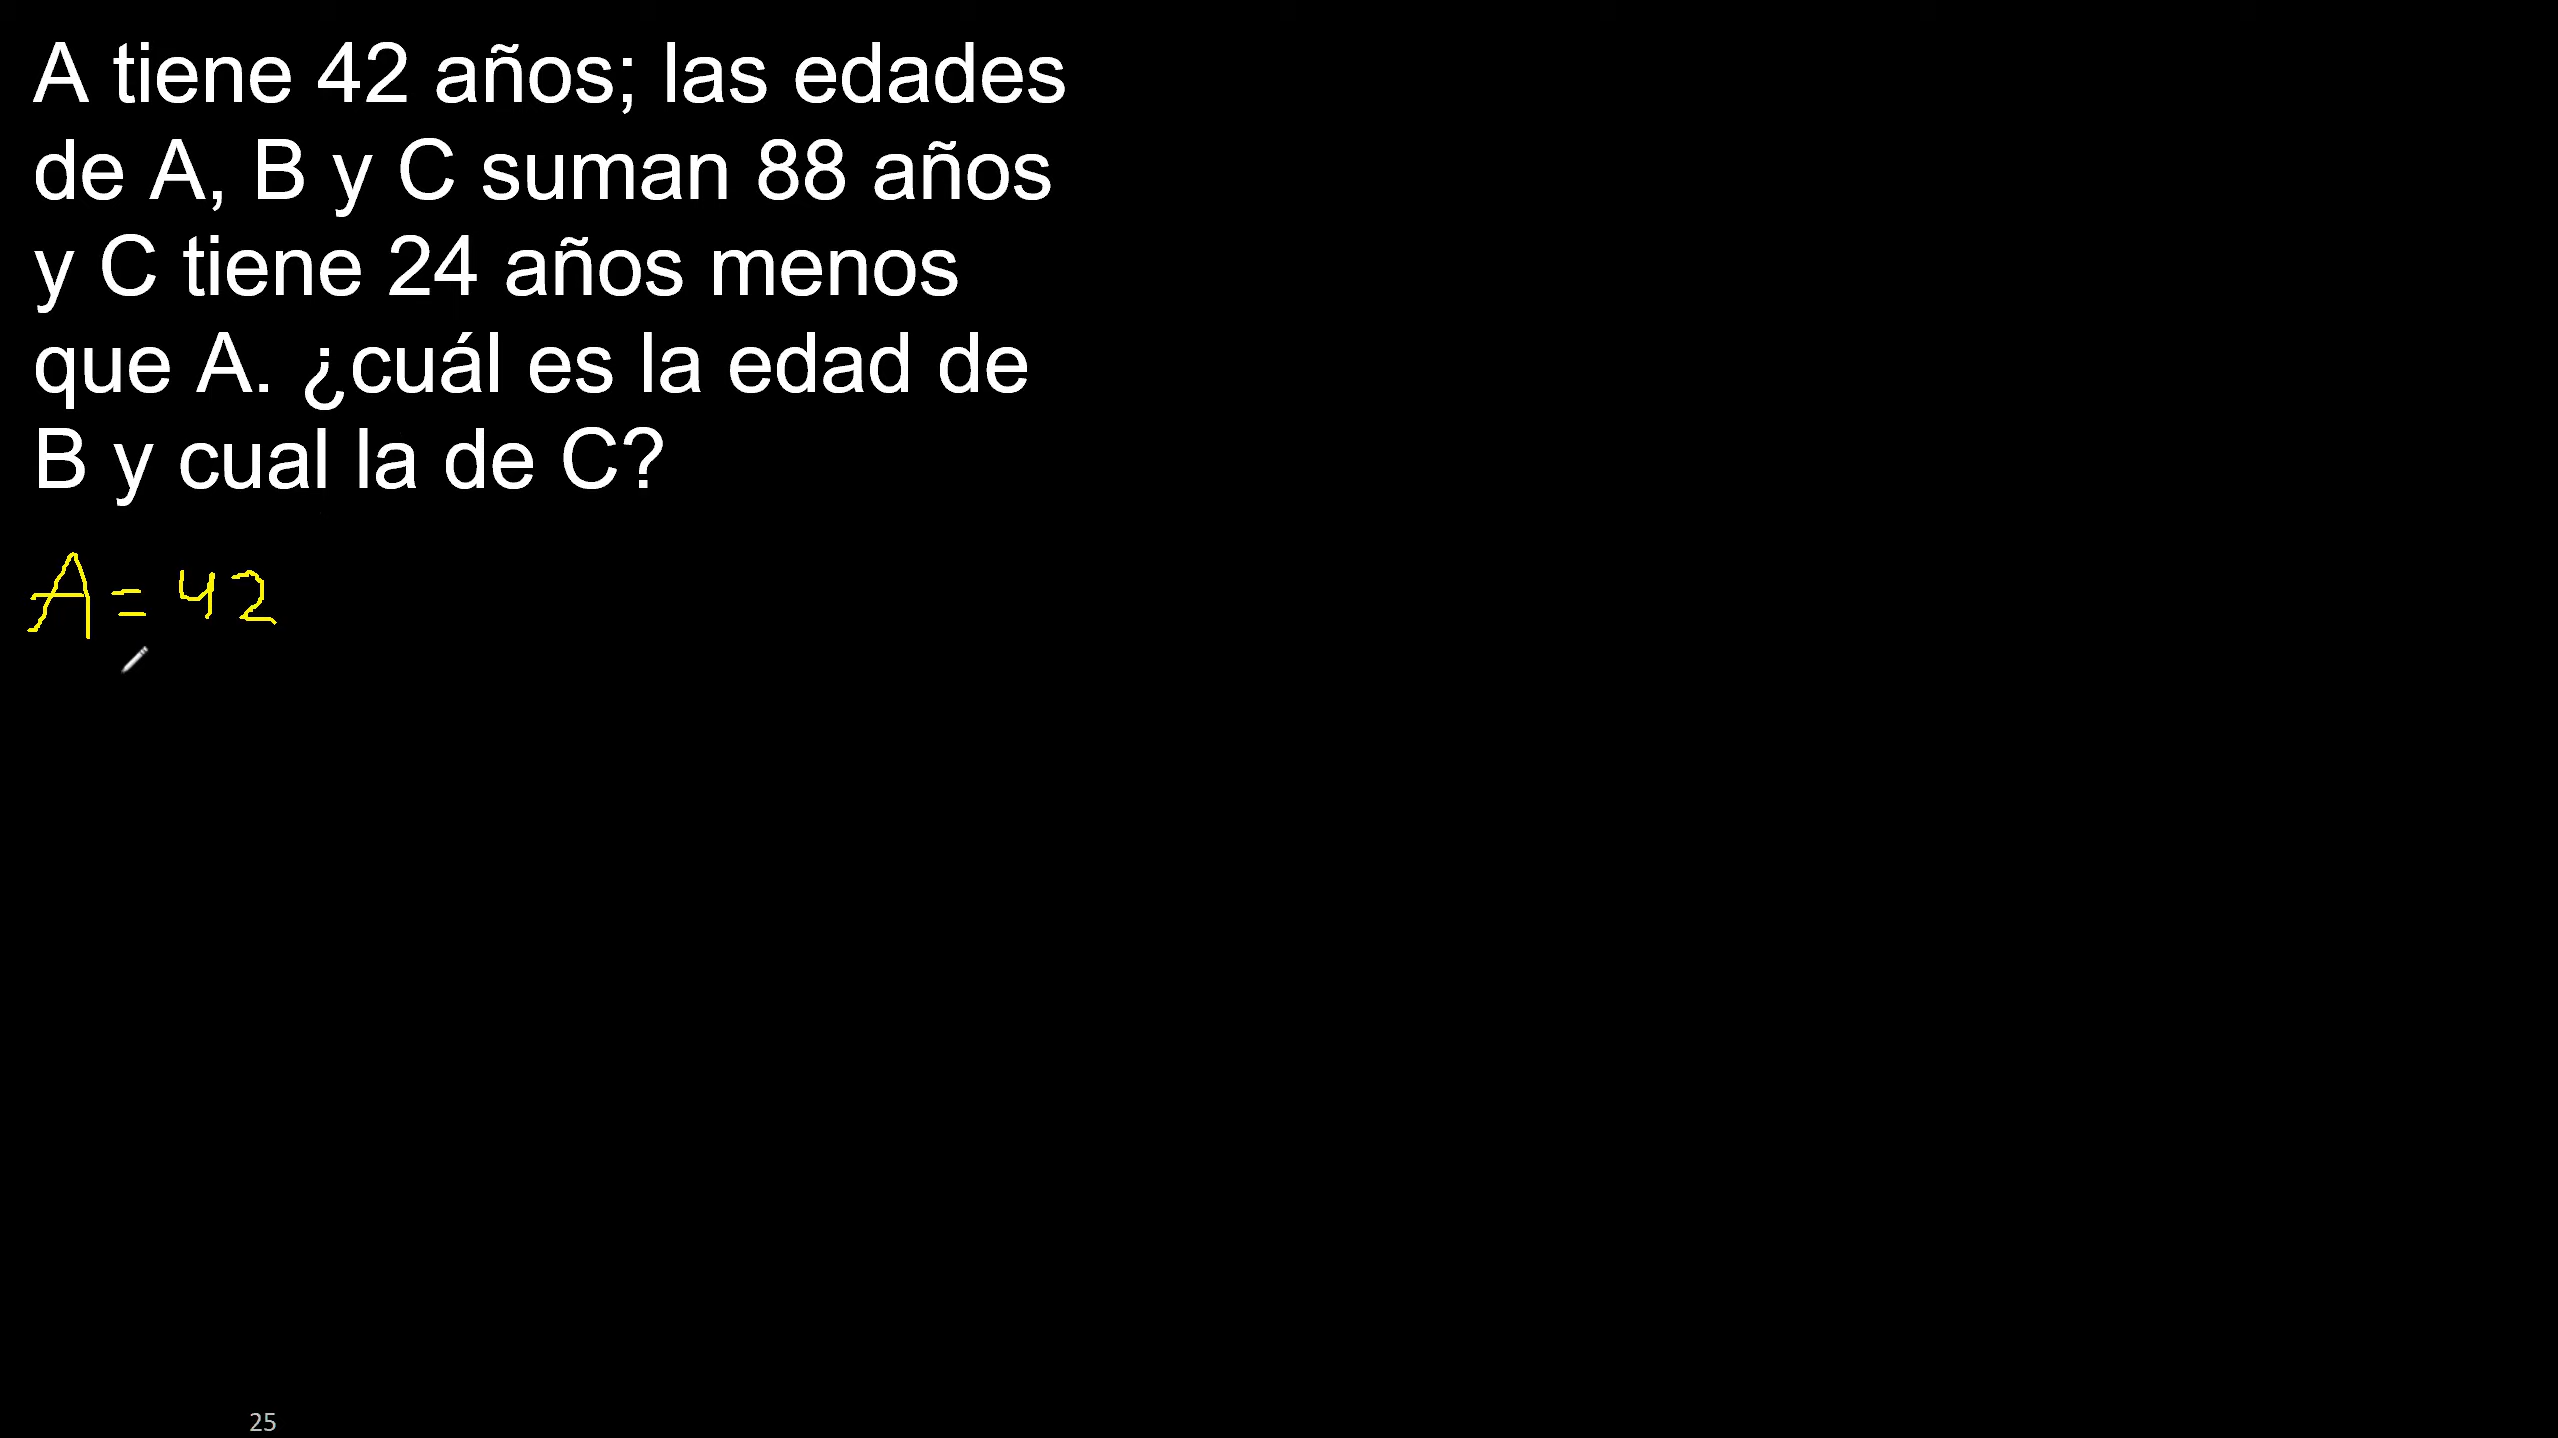 A tiene 42 años; las edades
de A, B y C suman 88 años
y C tiene 24 años menos
que A. ¿cuál es la edad de
B y cual la de C?
A = 42
25